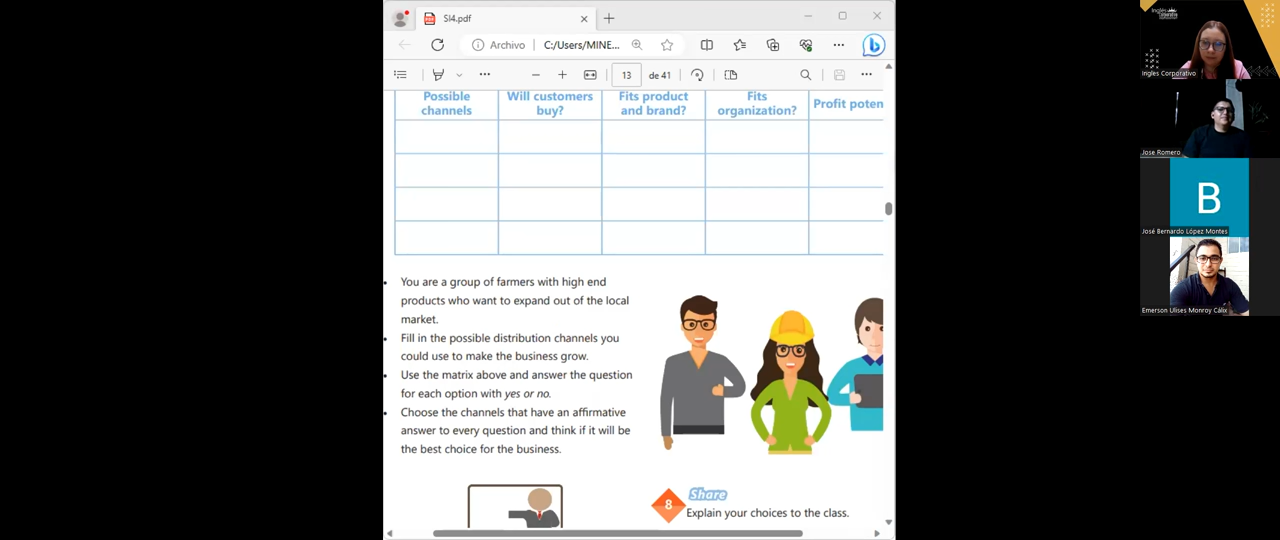 SI4.pdf
Archivo
C:/Users/MINE...
13
de 41
Possible channels
Will customers buy?
Fits product and brand?
Fits organization?
Profit poten
You are a group of farmers with high end
products who want to expand out of the local
market.
Fill in the possible distribution channels you
could use to make the business grow.
Use the matrix above and answer the question
for each option with yes or no.
Choose the channels that have an affirmative
answer to every question and think if it will be
the best choice for the business.
8
Share
Explain your choices to the class.
Ingles Corporativo
Jose Romero
B
José Bernardo López Montes
Emerson Ulises Monroy Cálix